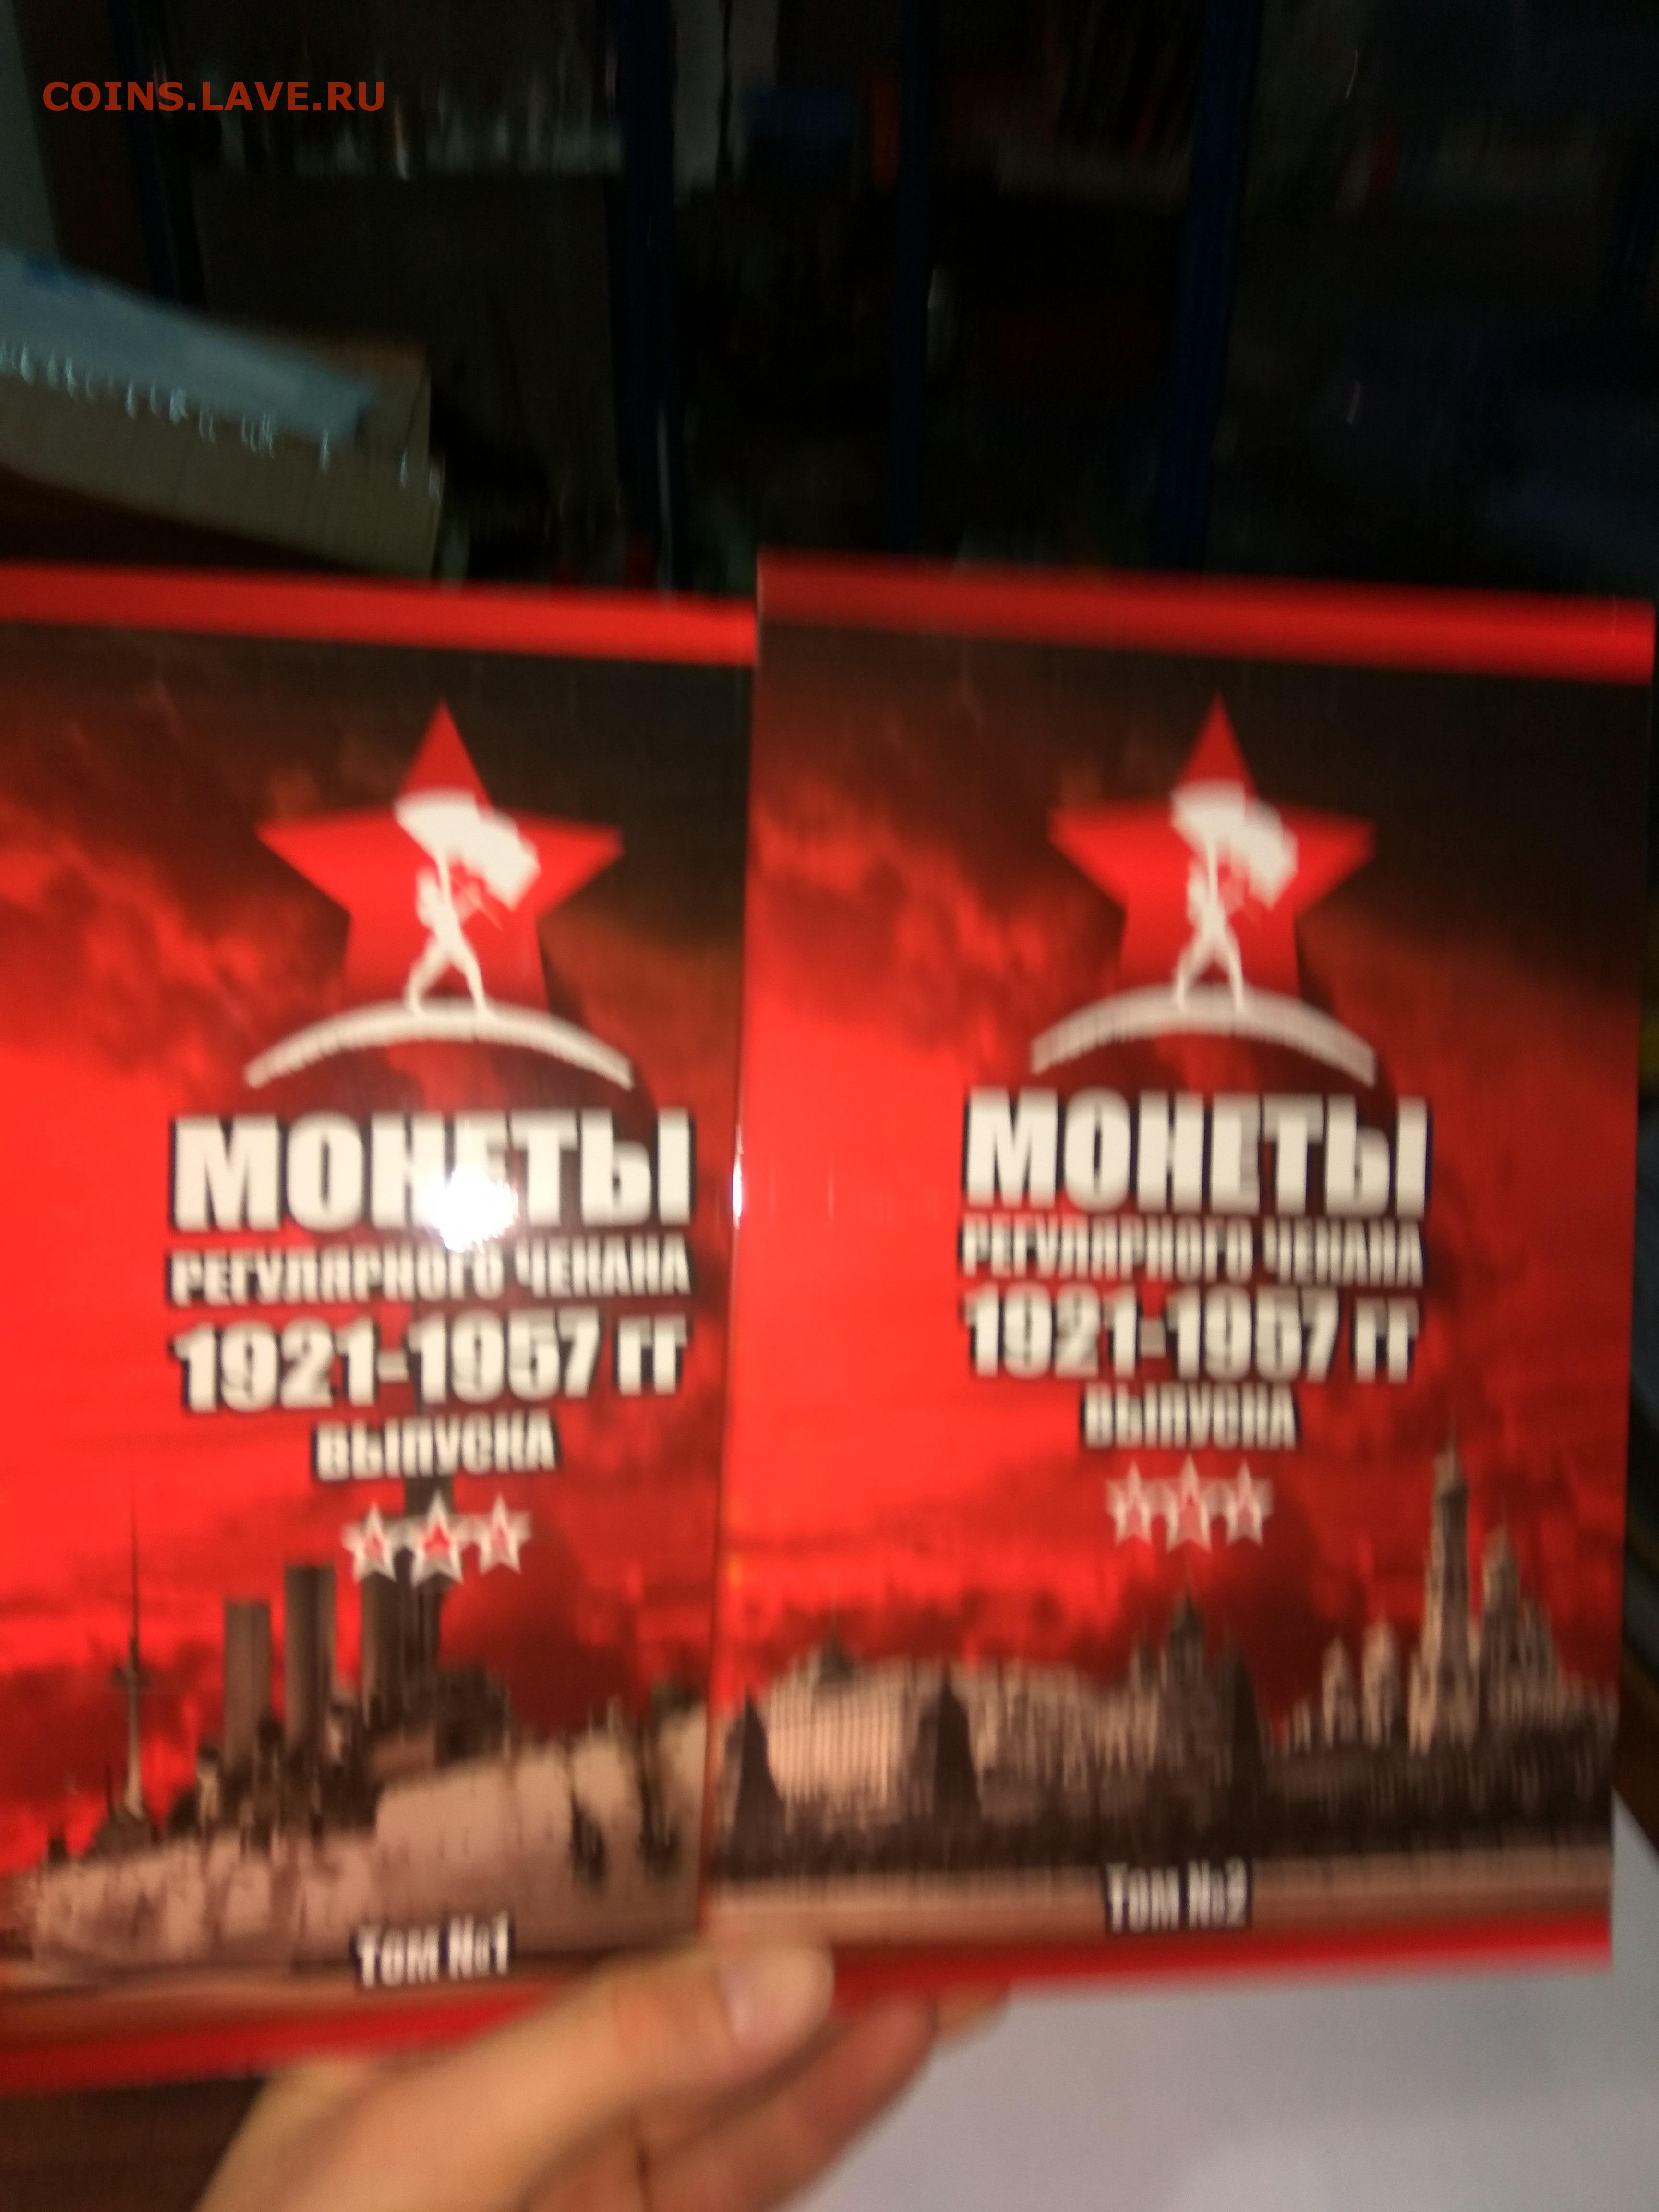 COINS.LAVE.RU
МОНЕТЫ
РЕГУЛЯРНОГО ЧЕКАНА
1921-1957 ГГ
ВЫПУСКА
Том №1
МОНЕТЫ
РЕГУЛЯРНОГО ЧЕКАНА
1921-1957 ГГ
ВЫПУСКА
Том №2